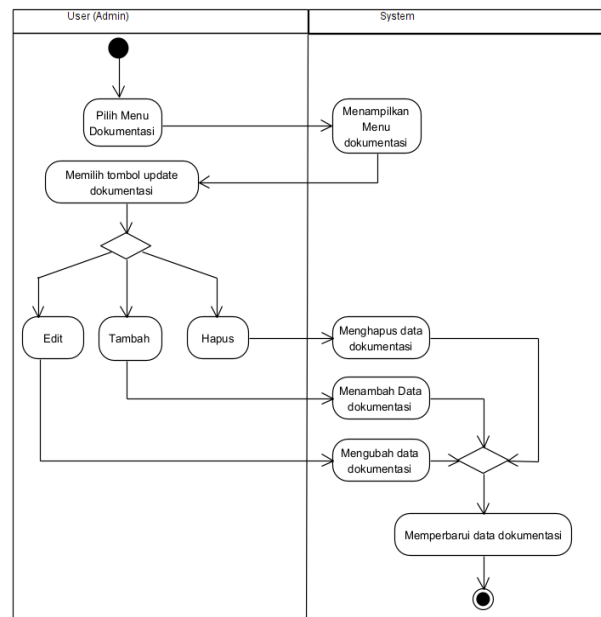 User (Admin)
System
Pilih Menu
Dokumentasi
Menampilkan
Menu
dokumentasi
Memilih tombol update
dokumentasi
Edit
Tambah
Hapus
Menghapus data
dokumentasi
Menambah Data
dokumentasi
Mengubah data
dokumentasi
Memperbarui data dokumentasi